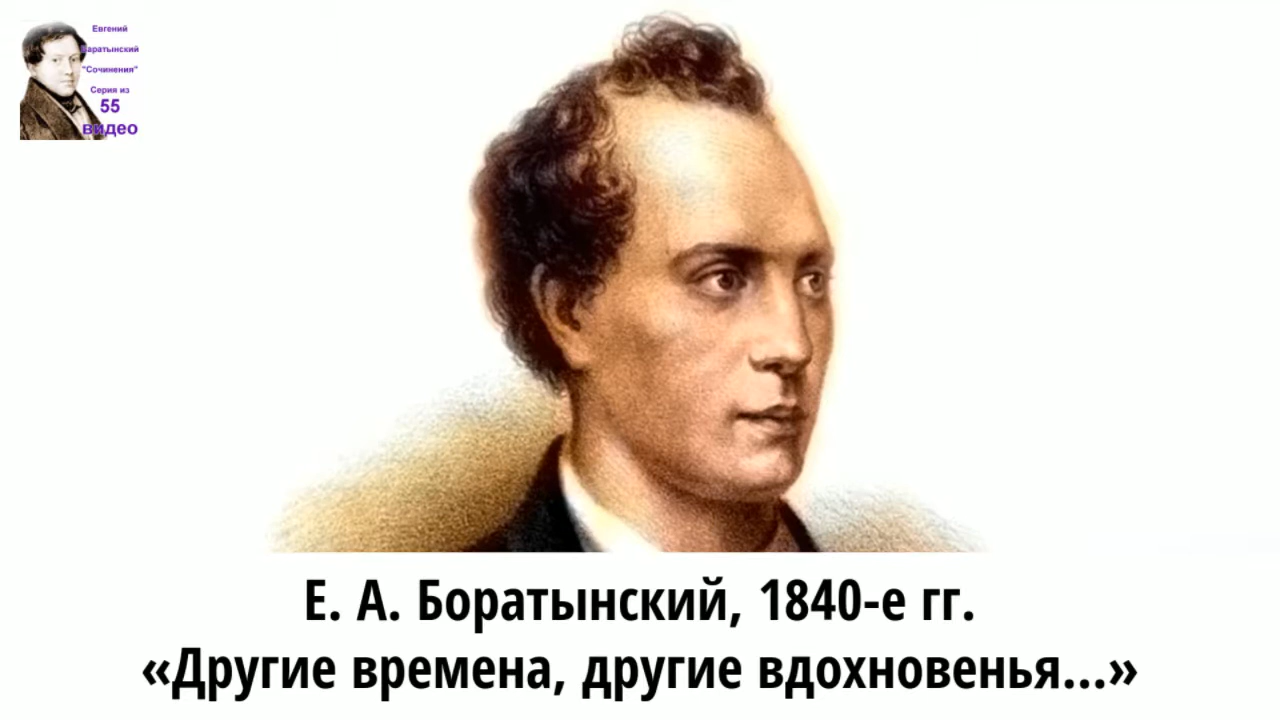 Евгений
Баратынский
"Сочинения"
Серия из
55
видео
Е. А. Боратынский, 1840-е гг.
«Другие времена, другие вдохновенья...»